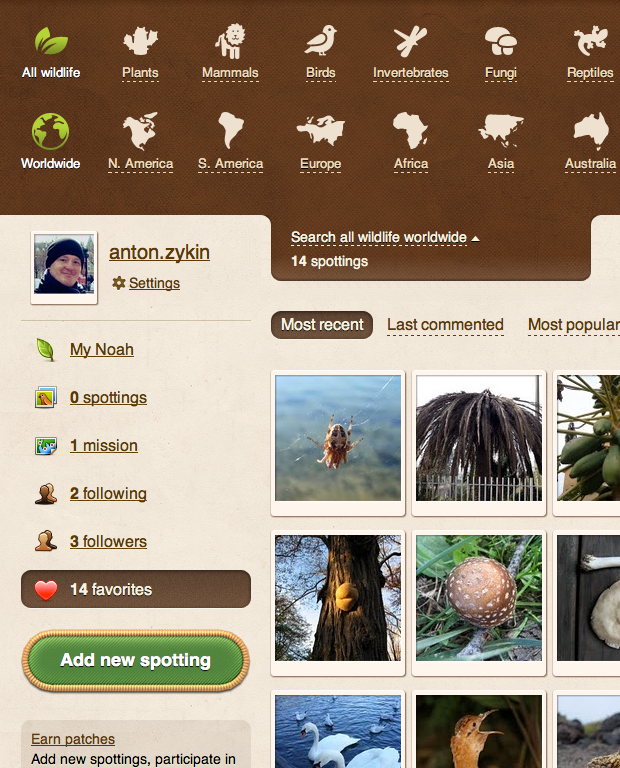 All wildlife Plants Mammals Birds Invertebrates Fungi Reptiles
Worldwide N. America S. America Europe Africa Asia Australia
anton.zykin
Settings
Search all wildlife worldwide
14 spottings
My Noah
0 spottings
1 mission
2 following
3 followers
14 favorites
Add new spotting
Earn patches
Add new spottings, participate in
Most recent Last commented Most popular